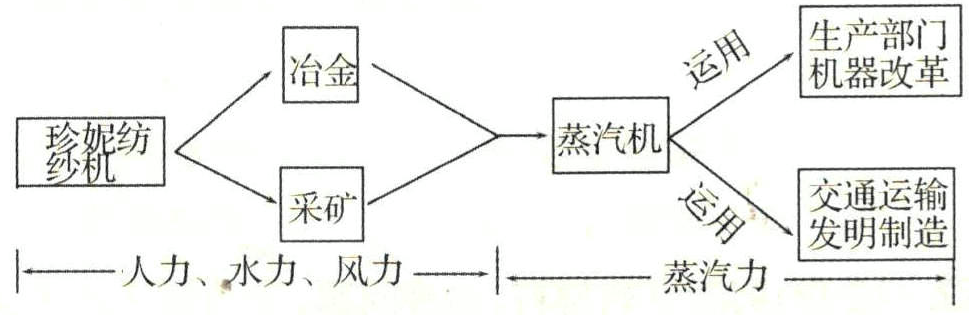 珍妮纺
纱机
冶金
采矿
蒸汽机
运用
运用
生产部门
机器改革
交通运输
发明制造
人力、水力、风力
蒸汽力